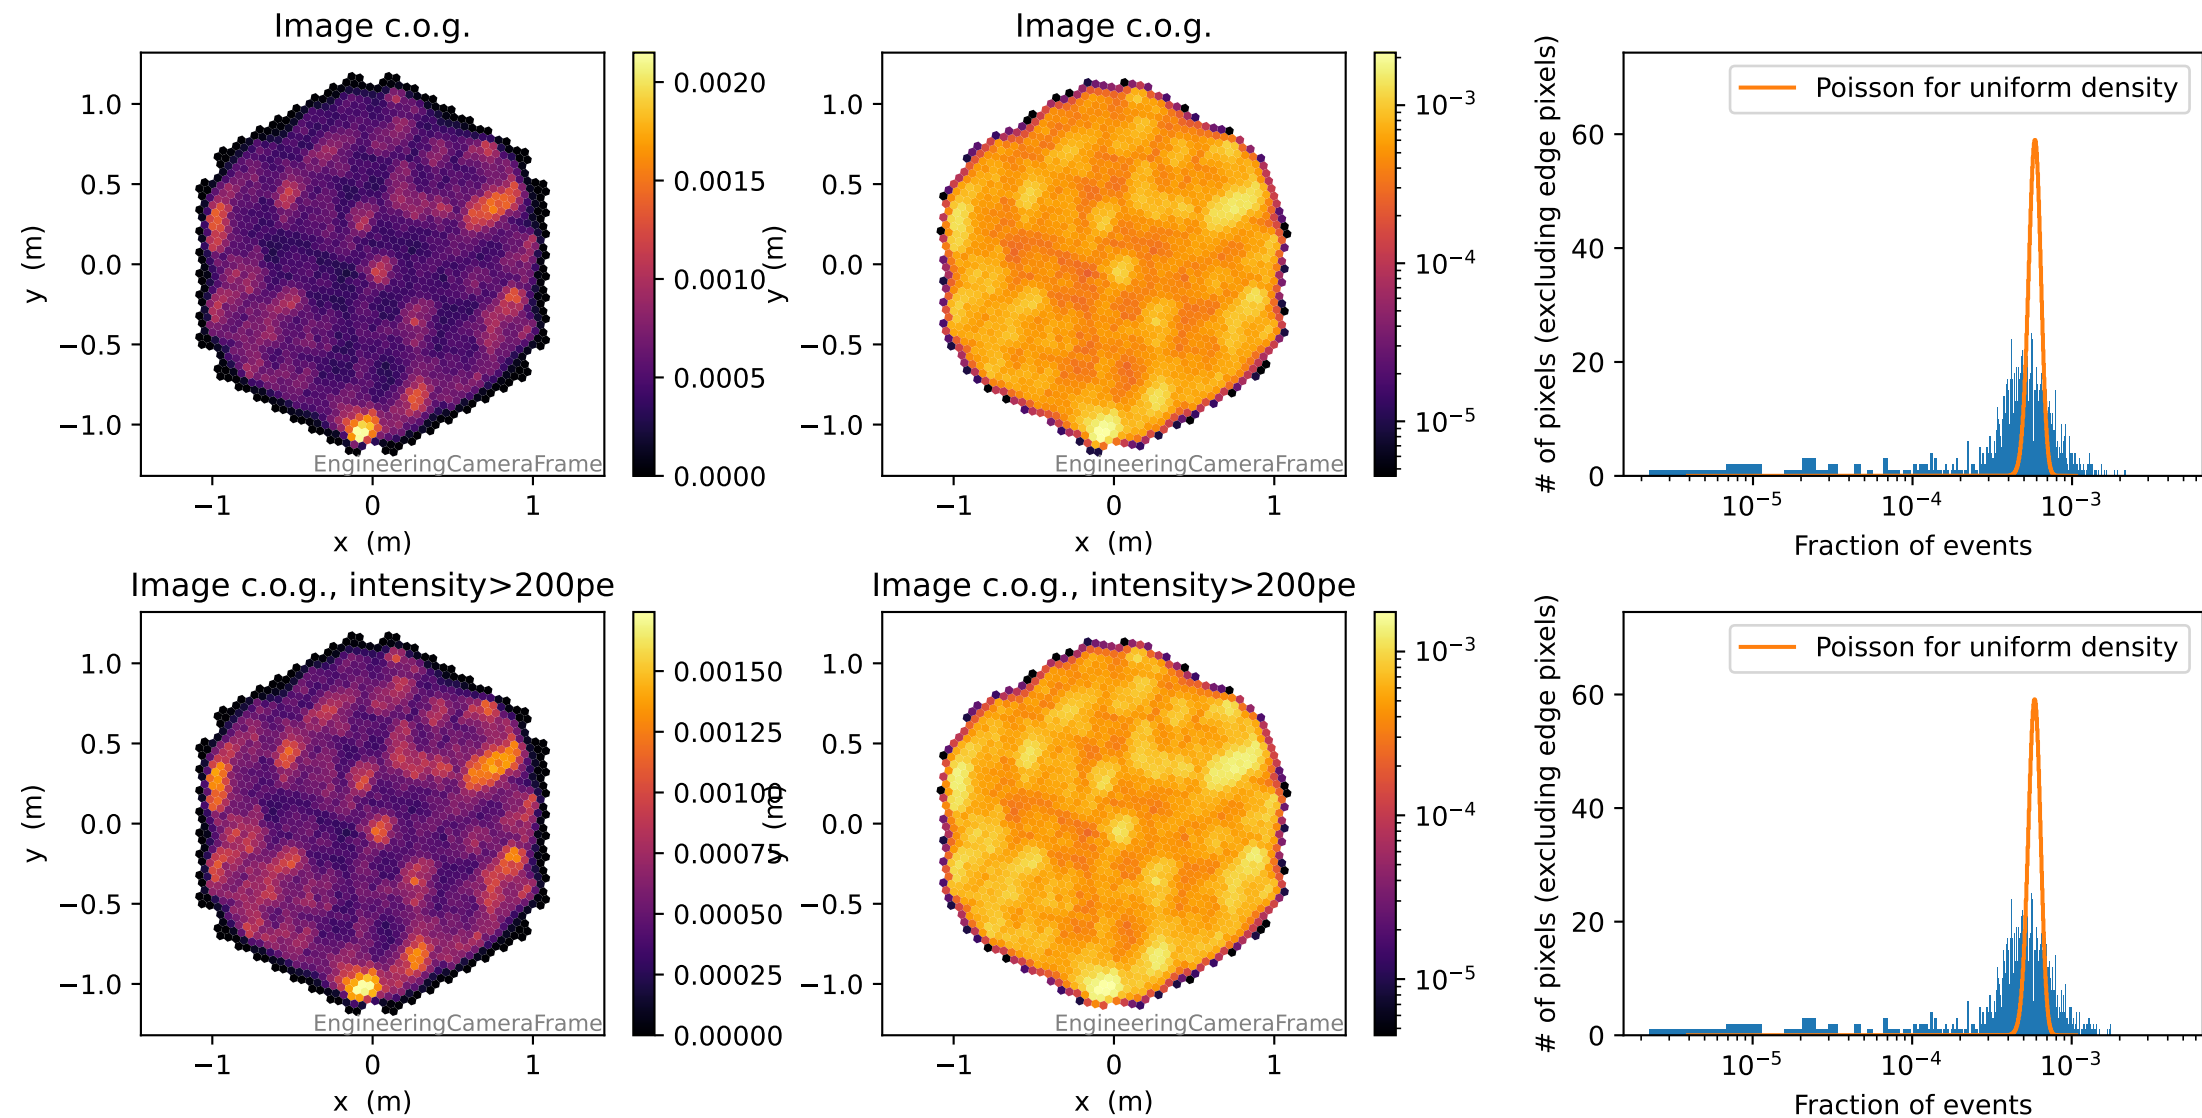 Image c.o.g.
1.0
0.5
0.0
−0.5
−1.0
y (m)
−1 0 1
x (m)
EngineeringCameraFrame
0.0020
0.0015
0.0010
0.0005
0.0000
Image c.o.g.
1.0
0.5
0.0
−0.5
−1.0
y (m)
−1 0 1
x (m)
EngineeringCameraFrame
10⁻³
10⁻⁴
10⁻⁵
Poisson for uniform density
60
40
20
0
# of pixels (excluding edge pixels)
10⁻⁵ 10⁻⁴ 10⁻³
Fraction of events
Image c.o.g., intensity>200pe
1.0
0.5
0.0
−0.5
−1.0
y (m)
−1 0 1
x (m)
EngineeringCameraFrame
0.00150
0.00125
0.00100
0.00075
0.00050
0.00025
0.00000
Image c.o.g., intensity>200pe
1.0
0.5
0.0
−0.5
−1.0
y (m)
−1 0 1
x (m)
EngineeringCameraFrame
10⁻³
10⁻⁴
10⁻⁵
Poisson for uniform density
60
40
20
0
# of pixels (excluding edge pixels)
10⁻⁵ 10⁻⁴ 10⁻³
Fraction of events